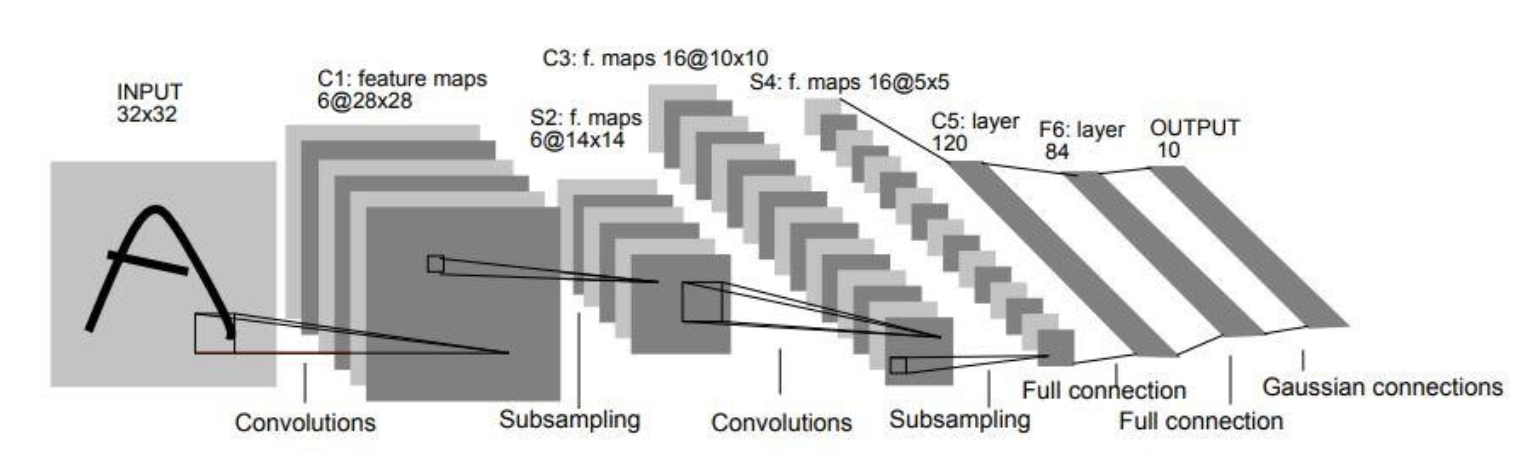 INPUT
32x32
C1: feature maps
6@28x28
S2: f. maps
6@14x14
C3: f. maps 16@10x10
S4: f. maps 16@5x5
C5: layer
120
F6: layer
84
OUTPUT
10
Convolutions
Subsampling
Convolutions
Subsampling
Full connection
Full connection
Gaussian connections